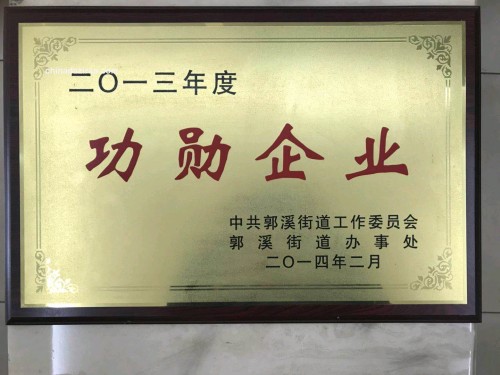 二〇一三年度
功勋企业
中共郭溪街道工作委员会
郭溪街道办事处
二〇一四年二月